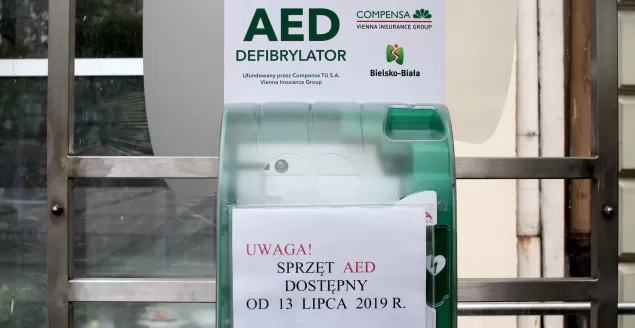 AED
DEFIBRYLATOR
Ufundowany przez Compensa TU S.A.
Vienna Insurance Group
COMPENSA
VIENNA INSURANCE GROUP
Bielsko-Biała
UWAGA!
SPRZĘT AED
DOSTĘPNY
OD 13 LIPCA 2019 R.